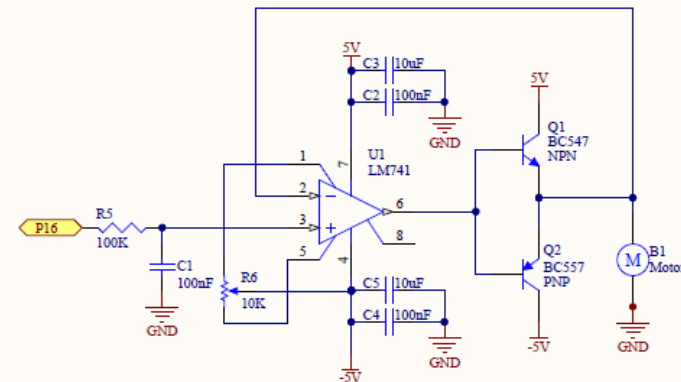 5V
C3
10uF
C2
100nF
GND
5V
Q1
BC547
NPN
U1
LM741
1
7
2
6
3
8
5
4
P16
R5
100K
C1
100nF
GND
R6
10K
C5
10uF
C4
100nF
GND
-5V
Q2
BC557
PNP
-5V
M
B1
Motor
GND